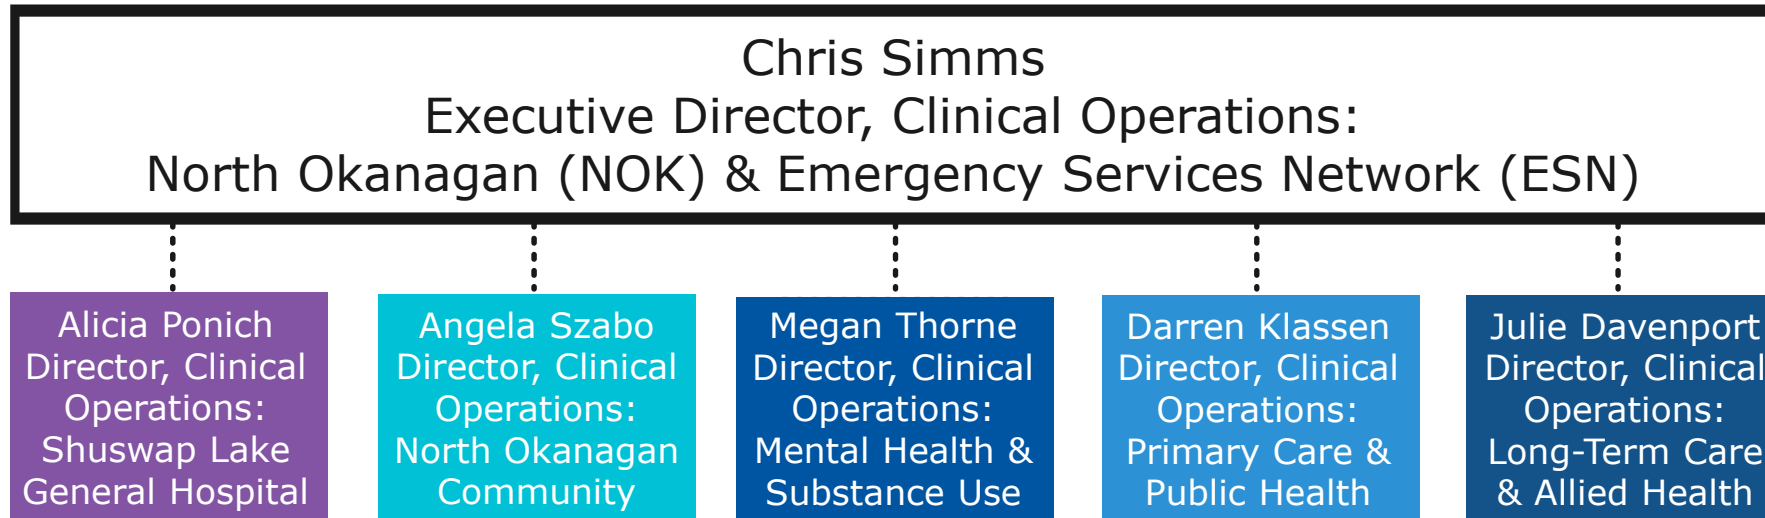 Chris Simms
Executive Director, Clinical Operations:
North Okanagan (NOK) & Emergency Services Network (ESN)
Alicia Ponich
Director, Clinical
Operations:
Shuswap Lake
General Hospital
Angela Szabo
Director, Clinical
Operations:
North Okanagan
Community
Megan Thorne
Director, Clinical
Operations:
Mental Health &
Substance Use
Darren Klassen
Director, Clinical
Operations:
Primary Care &
Public Health
Julie Davenport
Director, Clinical
Operations:
Long-Term Care
& Allied Health